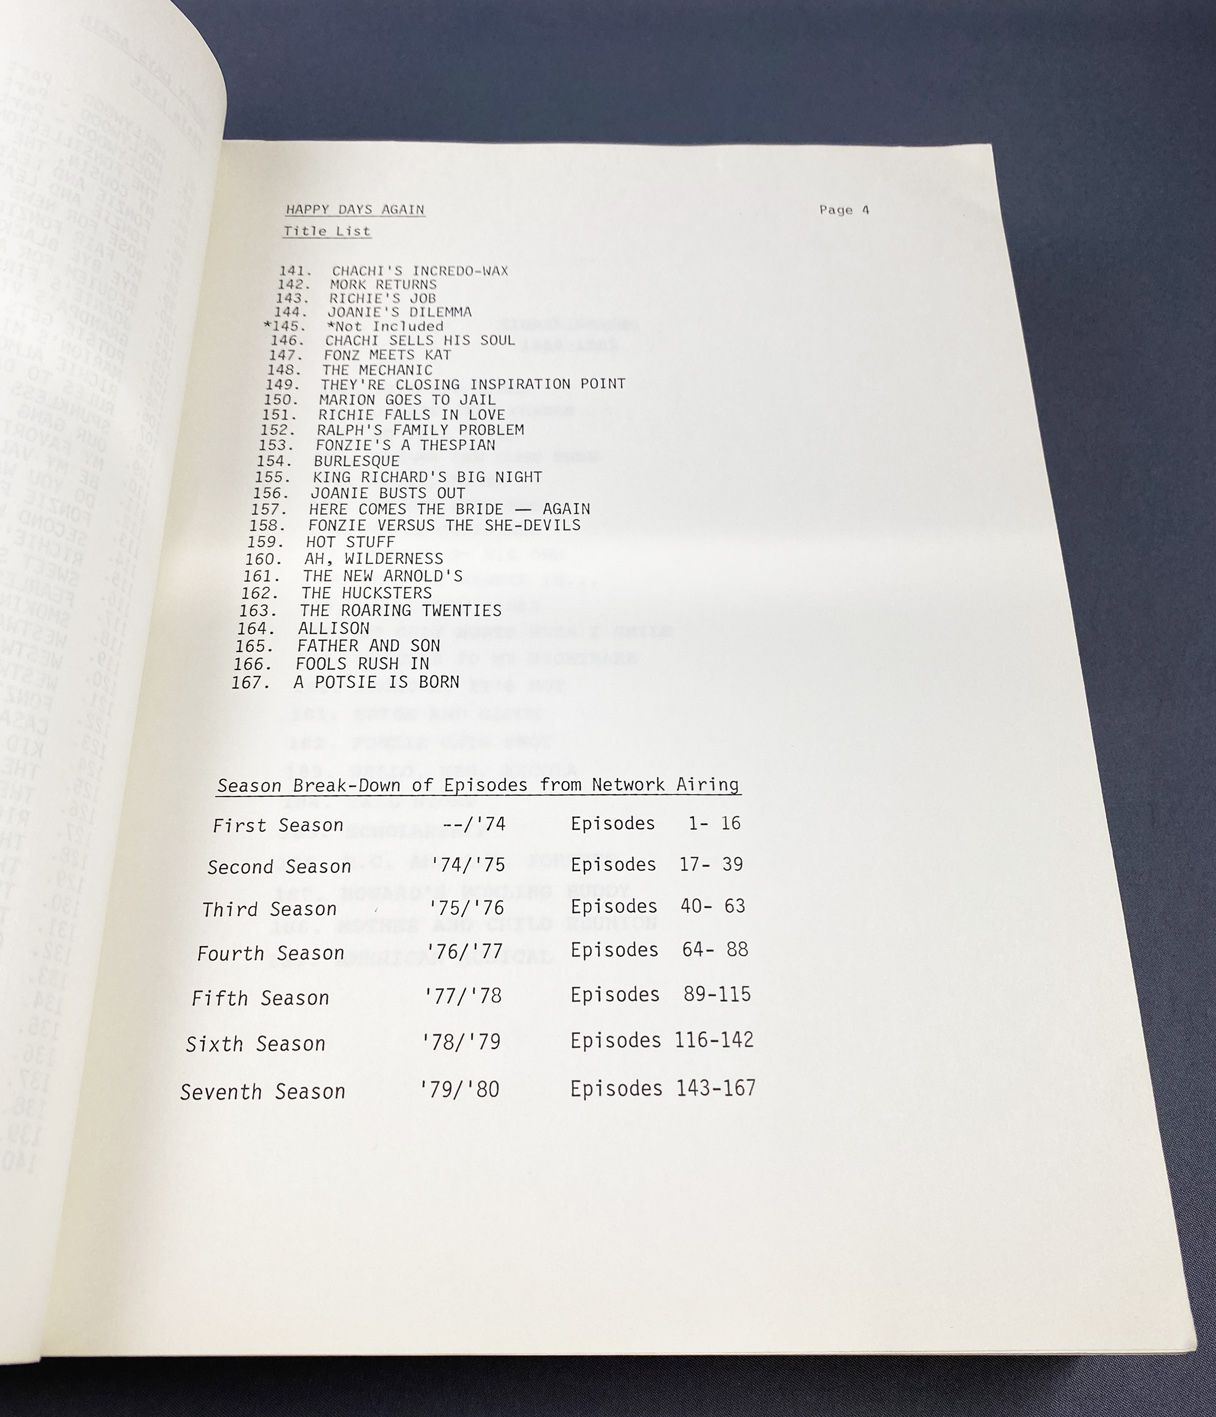 HAPPY DAYS AGAIN Page 4
Title List
141. CHACHI'S INCREDO-WAX
142. MORK RETURNS
143. RICHIE'S JOB
144. JOANIE'S DILEMMA
*145. *Not Included
146. CHACHI SELLS HIS SOUL
147. FONZ MEETS KAT
148. THE MECHANIC
149. THEY'RE CLOSING INSPIRATION POINT
150. MARION GOES TO JAIL
151. RICHIE FALLS IN LOVE
152. RALPH'S FAMILY PROBLEM
153. FONZIE'S A THESPIAN
154. BURLESQUE
155. KING RICHARD'S BIG NIGHT
156. JOANIE BUSTS OUT
157. HERE COMES THE BRIDE — AGAIN
158. FONZIE VERSUS THE SHE-DEVILS
159. HOT STUFF
160. AH, WILDERNESS
161. THE NEW ARNOLD'S
162. THE HUCKSTERS
163. THE ROARING TWENTIES
164. ALLISON
165. FATHER AND SON
166. FOOLS RUSH IN
167. A POTSIE IS BORN
Season Break-Down of Episodes from Network Airing
First Season --/'74 Episodes 1- 16
Second Season '74/'75 Episodes 17- 39
Third Season '75/'76 Episodes 40- 63
Fourth Season '76/'77 Episodes 64- 88
Fifth Season '77/'78 Episodes 89-115
Sixth Season '78/'79 Episodes 116-142
Seventh Season '79/'80 Episodes 143-167